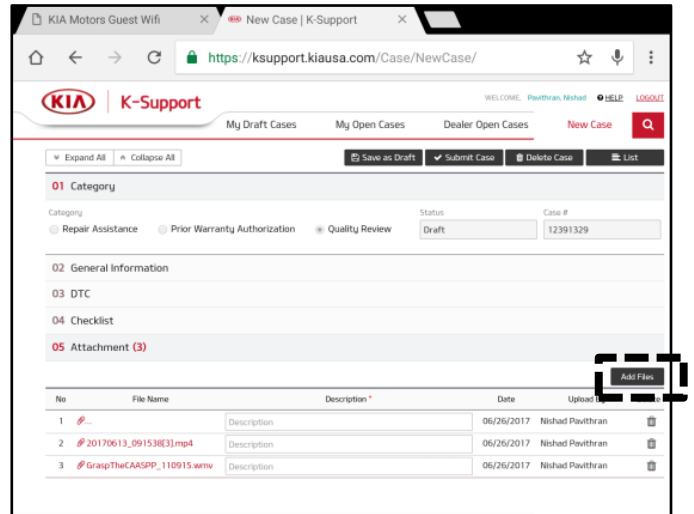 KIA Motors Guest Wifi × New Case | K-Support ×
https://ksupport.kiausa.com/Case/NewCase/
KIA K-Support
WELCOME, Pavithran, Nishad HELP LOGOUT
My Draft Cases My Open Cases Dealer Open Cases New Case
Expand All Collapse All Save as Draft Submit Case Delete Case List
01 Category
Category Status Case #
Repair Assistance Prior Warranty Authorization Quality Review Draft 12391329
02 General Information
03 DTC
04 Checklist
05 Attachment (3)
Add Files
No File Name Description * Date Upload
1 ... Description 06/26/2017 Nishad Pavithran
2 20170613_091538[3].mp4 Description 06/26/2017 Nishad Pavithran
3 GraspTheCAASPP_110915.wmv Description 06/26/2017 Nishad Pavithran